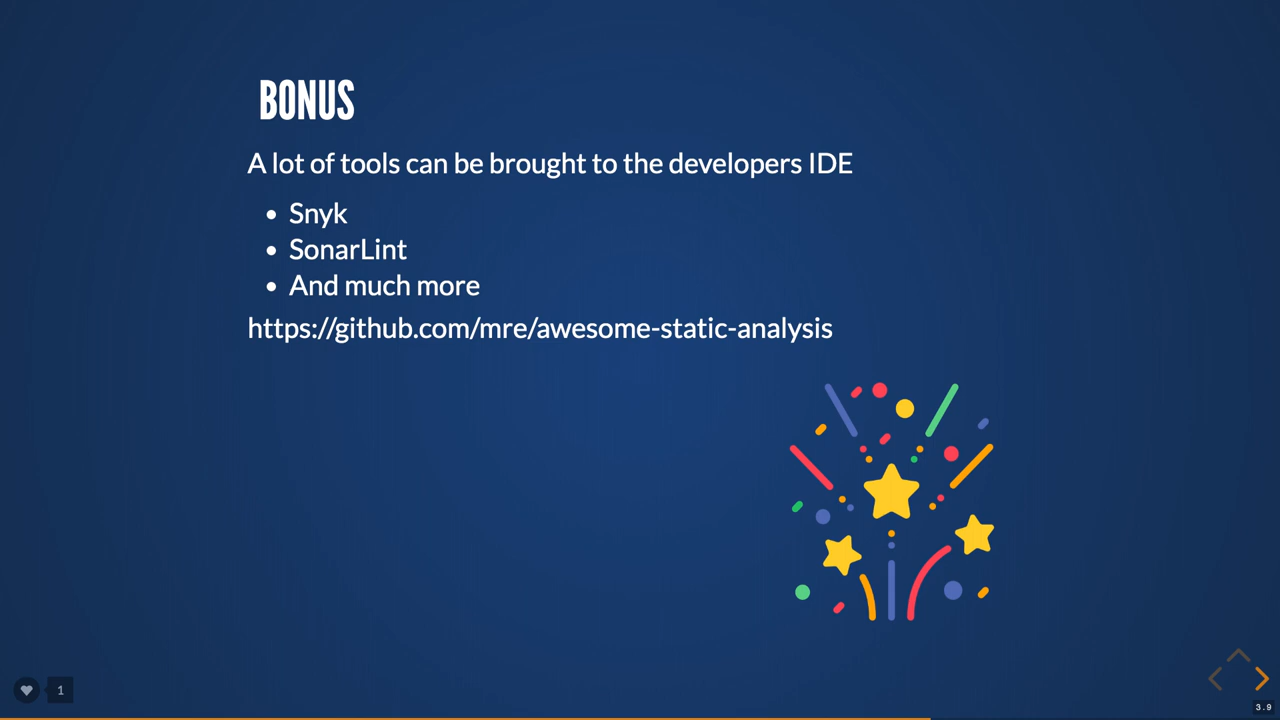 BONUS
A lot of tools can be brought to the developers IDE
• Snyk
• SonarLint
• And much more
https://github.com/mre/awesome-static-analysis
1
3.9